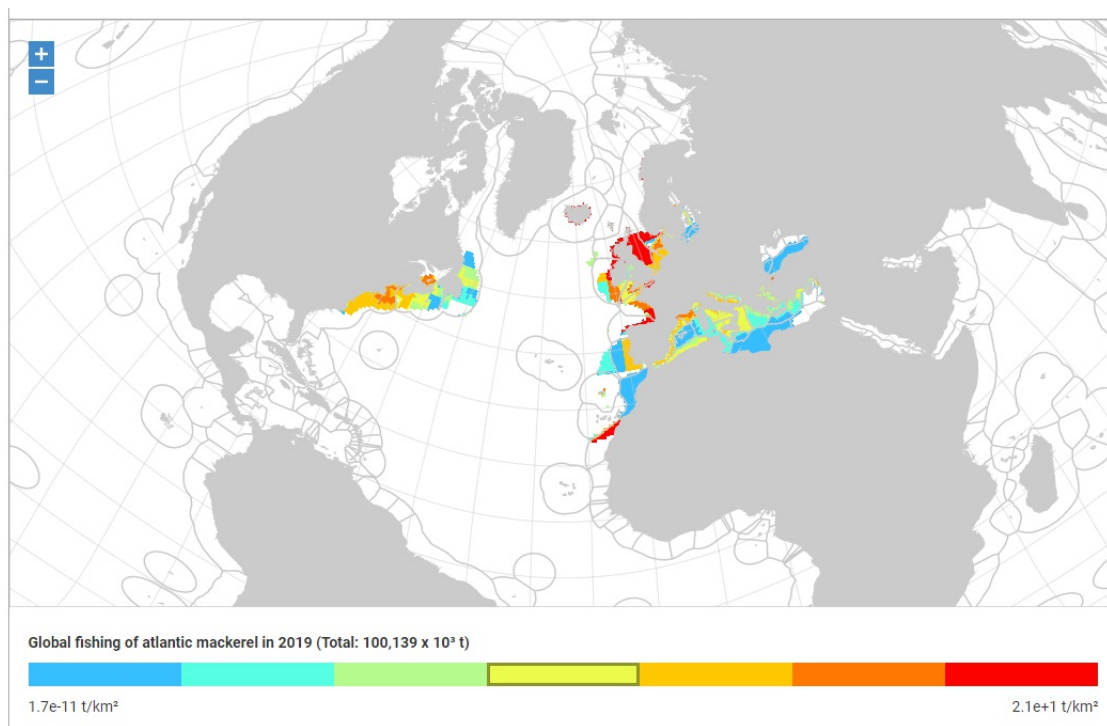 +
−
Global fishing of atlantic mackerel in 2019 (Total: 100,139 x 10³ t)
1.7e-11 t/km²
2.1e+1 t/km²